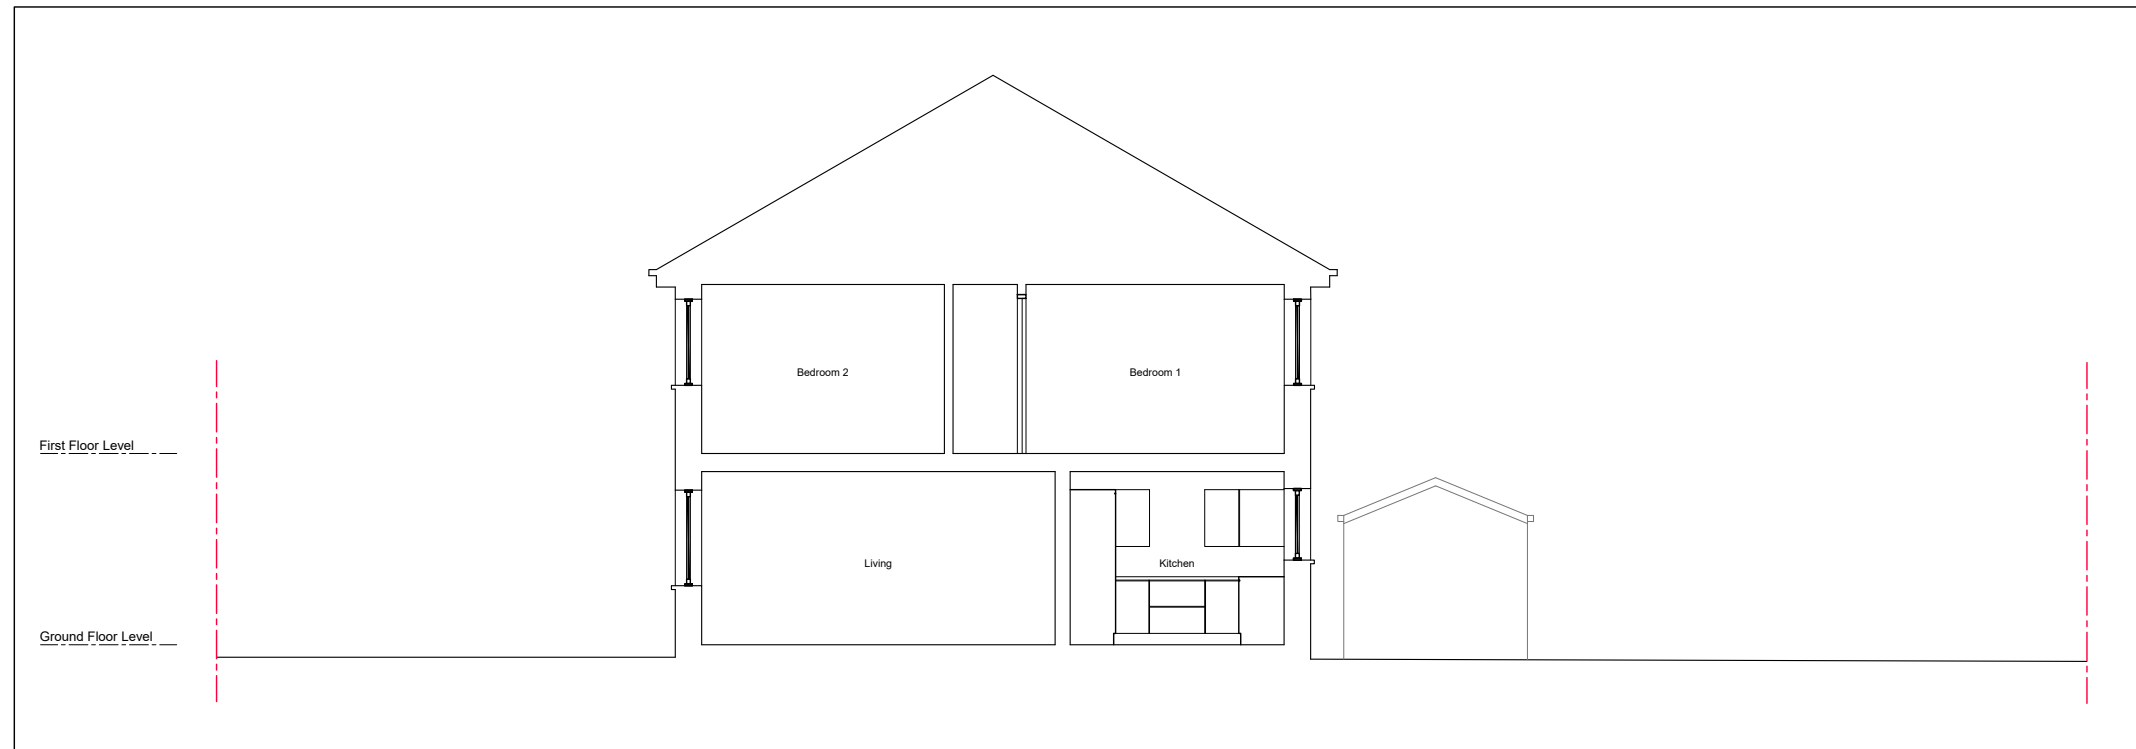 Bedroom 2
Bedroom 1
First Floor Level
Living
Kitchen
Ground Floor Level